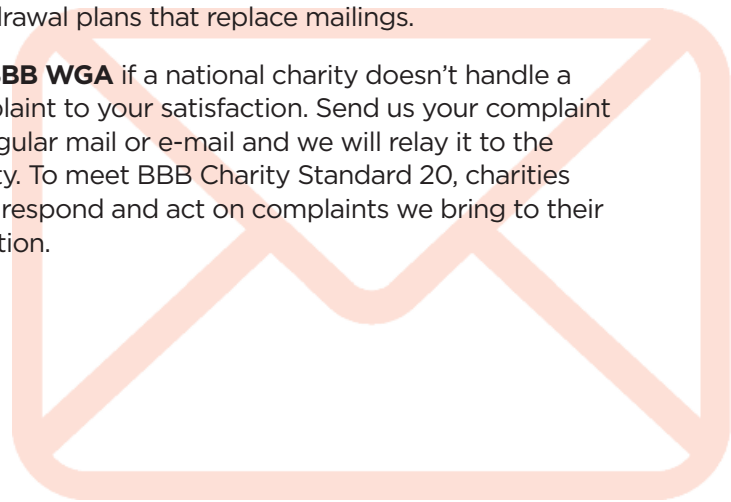 drawal plans that replace mailings.
BBB WGA if a national charity doesn’t handle a
plaint to your satisfaction. Send us your complaint
gular mail or e-mail and we will relay it to the
ty. To meet BBB Charity Standard 20, charities
respond and act on complaints we bring to their
tion.